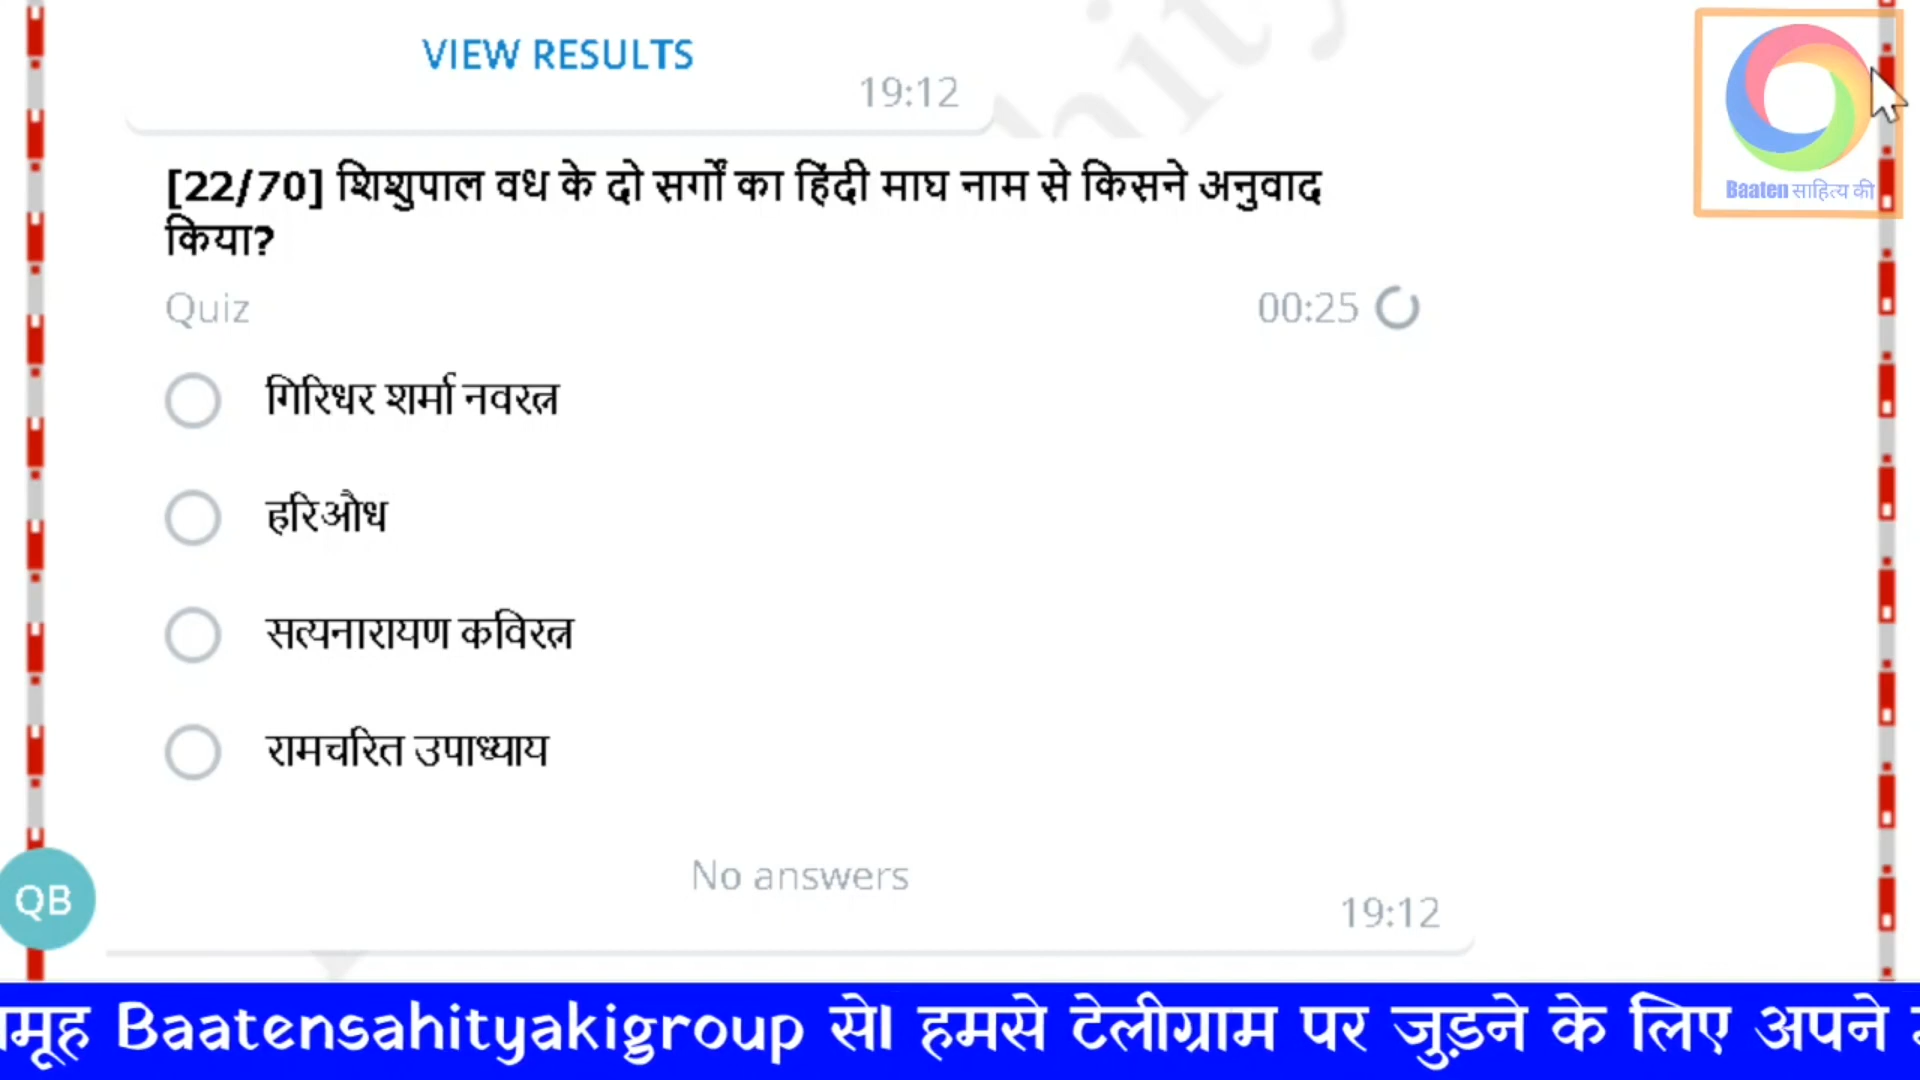 VIEW RESULTS
19:12
Baaten साहित्य की
[22/70] शिशुपाल वध के दो सर्गों का हिंदी माघ नाम से किसने अनुवाद
किया?
Quiz
00:25
गिरिधर शर्मा नवरत्न
हरिऔध
सत्यनारायण कविरत्न
रामचरित उपाध्याय
No answers
QB
19:12
मूह Baatensahityakigroup से। हमसे टेलीग्राम पर जुड़ने के लिए अपने